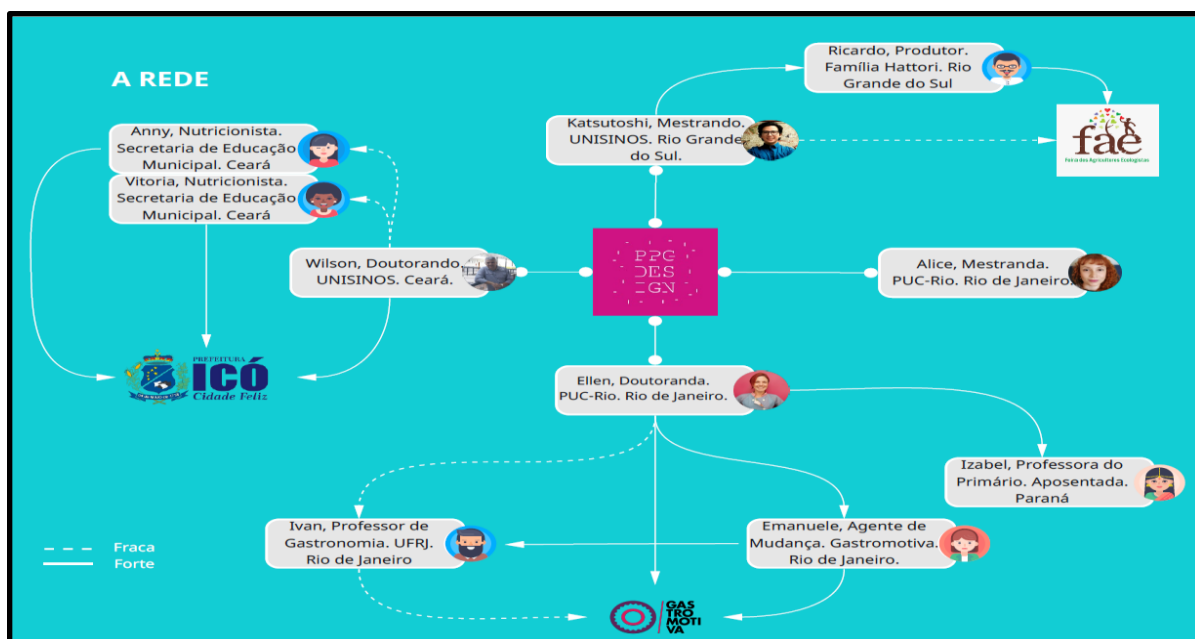 A REDE
Ricardo, Produtor.
Família Hattori. Rio
Grande do Sul
fae
Feira dos Agricultores Ecologistas
Katsutoshi, Mestrando.
UNISINOS. Rio Grande
do Sul.
Anny, Nutricionista.
Secretaria de Educação
Municipal. Ceará
Vitoria, Nutricionista.
Secretaria de Educação
Municipal. Ceará
Wilson, Doutorando.
UNISINOS. Ceará.
PPG
DES
IGN
Alice, Mestranda.
PUC-Rio. Rio de Janeiro.
PREFEITURA
ICÓ
Cidade Feliz
Ellen, Doutoranda.
PUC-Rio. Rio de Janeiro.
Izabel, Professora do
Primário. Aposentada.
Paraná
Ivan, Professor de
Gastronomia. UFRJ.
Rio de Janeiro
Emanuele, Agente de
Mudança. Gastromotiva.
Rio de Janeiro.
Fraca
Forte
GAS
TRO
MOTI
VA